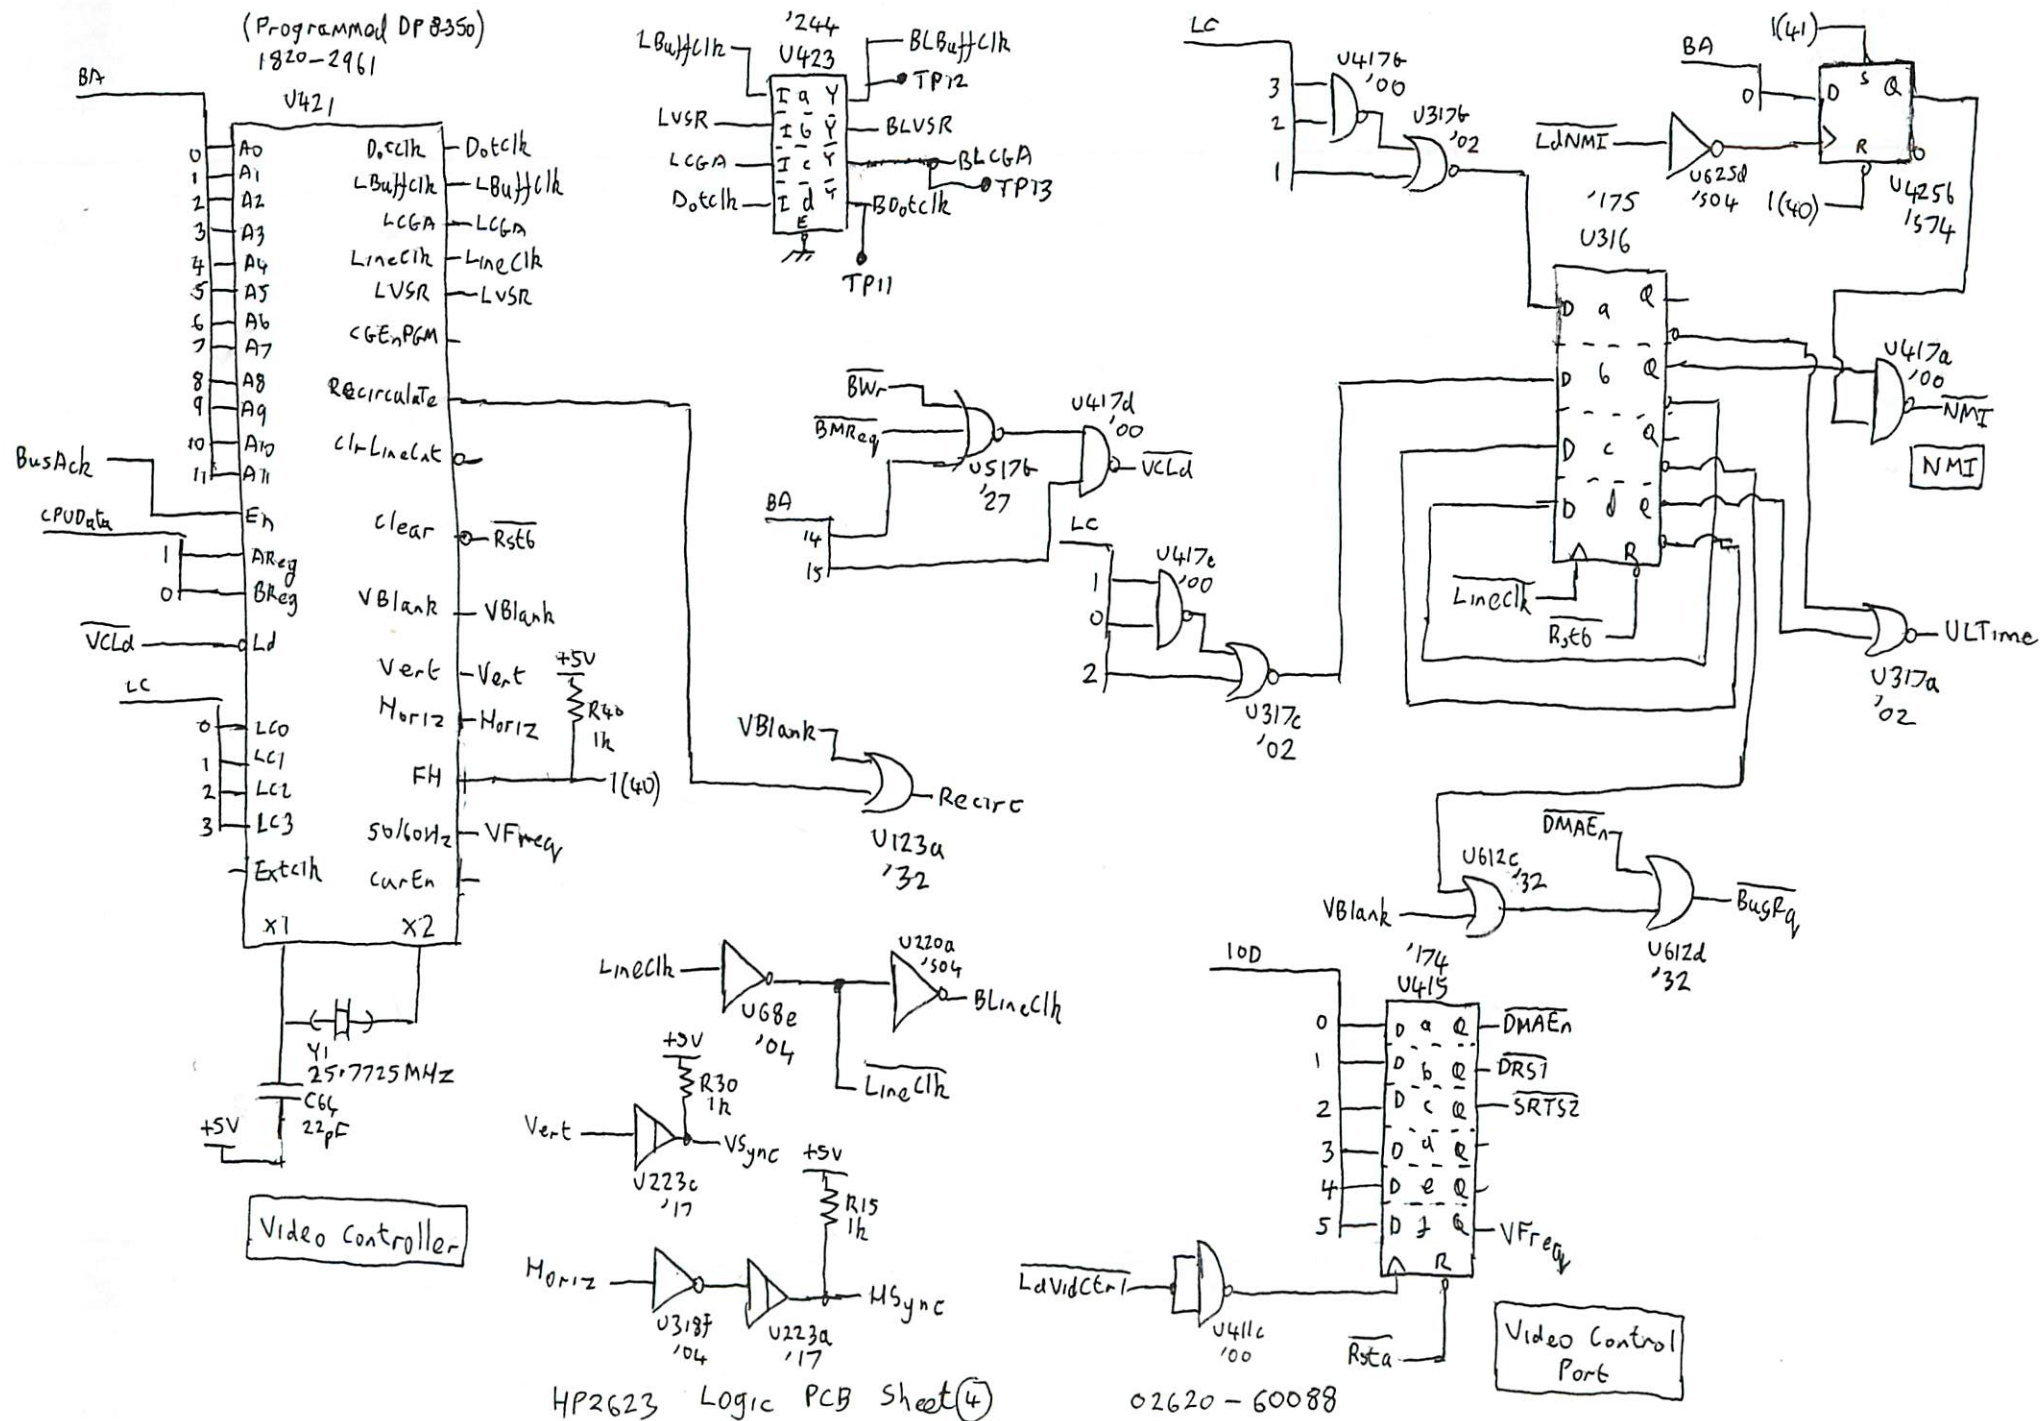 (Programmed DP8350)
1820-2961
U421
BA
0 A0
1 A1
2 A2
3 A3
4 A4
5 A5
6 A6
7 A7
8 A8
9 A9
10 A10
11 A11
BusAck
En
CPUData
1 AReg
0 BReg
VCLd
Ld
LC
0 LC0
1 LC1
2 LC2
3 LC3
ExtClk
X1 X2
DotClk DotClk
LBuffClk LBuffClk
LCGA LCGA
LineClk LineClk
LVSR LVSR
CGEnPGM
Recirculate
ClrLineCnt
Clear Rst6
VBlank VBlank
Vert Vert
Horiz Horiz
FH 1(40)
+5V
R40
1k
50/60Hz VFreq
CurEn
Y1
25.7725MHz
C64
22pF
+5V
Video Controller
'244
U423
LBuffClk I a Y BLBuffClk
TP12
LVSR I b Y BLVSR
LCGA I c Y BLCGA
TP13
DotClk I d Y BDotClk
E
TP11
BWr
BMReq
U517b
'27
BA
14
15
U417d
'00
VCLd
LC
1
0
2
U417c
'00
U317c
'02
VBlank
Recirc
U123a
'32
LineClk
U68e
'04
U220a
'S04
BLineClk
LineClk
Vert
+5V
R30
1k
VSync
U223c
'17
Horiz
U318f
'04
U223a
'17
+5V
R15
1k
HSync
LC
3
2
1
U417b
'00
U317b
'02
BA
0
1(41)
S
D Q
R
LdNMI
U625d
'S04
1(40)
U425b
'S74
'175
U316
D a Q
D b Q
D c Q
D d Q
R
LineClk
Rst6
U417a
'00
NMI
NMI
ULTime
U317a
'02
DMAEn
U612c
'32
VBlank
BusRq
U612d
'32
IOD
'174
U415
0 D a Q DMAEn
1 D b Q DRS1
2 D c Q SRTS2
3 D d Q
4 D e Q
5 D f Q VFreq
R
LdVidCtrl
U411c
'00
Rsta
Video Control
Port
HP2623 Logic PCB Sheet 4 02620-60088